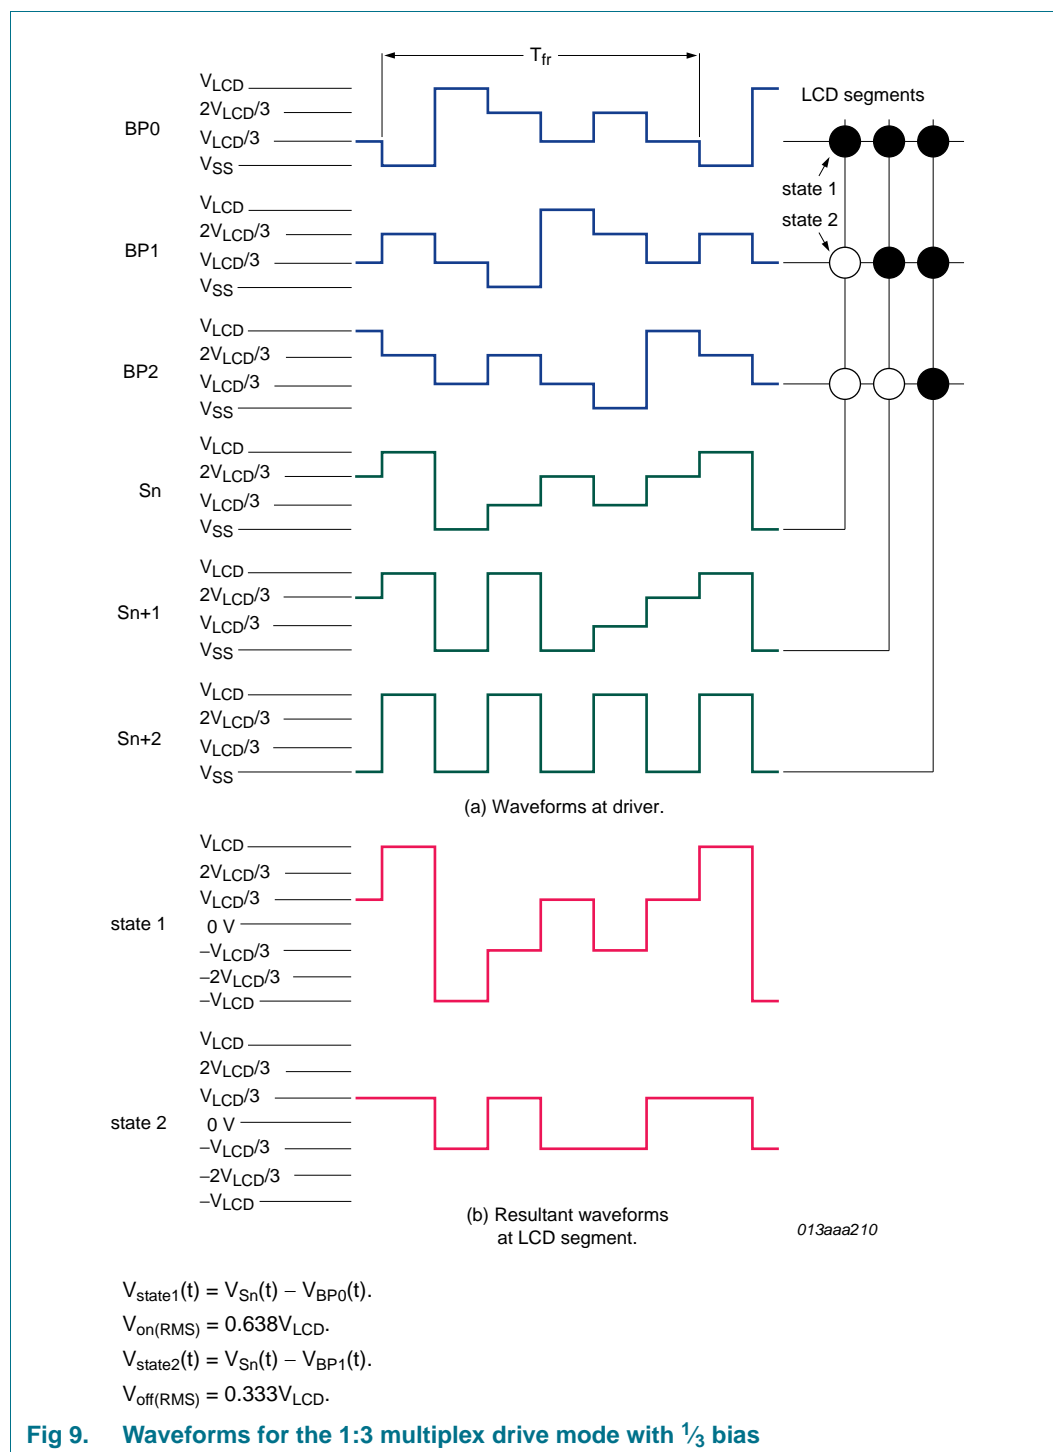 Tfr
VLCD
2VLCD/3
BP0
VLCD/3
VSS
LCD segments
state 1
VLCD
2VLCD/3
BP1
VLCD/3
VSS
state 2
VLCD
2VLCD/3
BP2
VLCD/3
VSS
VLCD
2VLCD/3
Sn
VLCD/3
VSS
VLCD
2VLCD/3
Sn+1
VLCD/3
VSS
VLCD
2VLCD/3
Sn+2
VLCD/3
VSS
(a) Waveforms at driver.
VLCD
2VLCD/3
VLCD/3
state 1
0 V
−VLCD/3
−2VLCD/3
−VLCD
VLCD
2VLCD/3
VLCD/3
state 2
0 V
−VLCD/3
−2VLCD/3
−VLCD
(b) Resultant waveforms
at LCD segment.
013aaa210
Vstate1(t) = VSn(t) − VBP0(t).
Von(RMS) = 0.638VLCD.
Vstate2(t) = VSn(t) − VBP1(t).
Voff(RMS) = 0.333VLCD.
Fig 9. Waveforms for the 1:3 multiplex drive mode with 1⁄3 bias